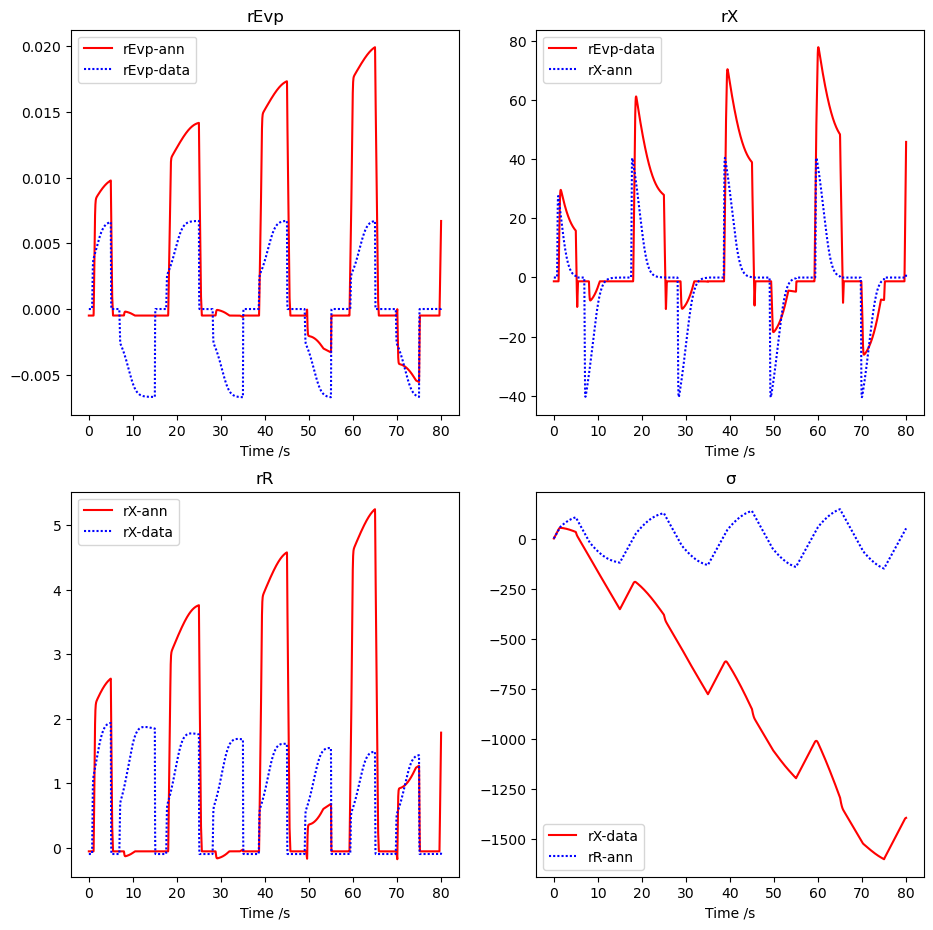 rEvp
rEvp-ann
rEvp-data
0.020
0.015
0.010
0.005
0.000
−0.005
0 10 20 30 40 50 60 70 80
Time /s
rX
rEvp-data
rX-ann
80
60
40
20
0
−20
−40
0 10 20 30 40 50 60 70 80
Time /s
rR
rX-ann
rX-data
5
4
3
2
1
0
0 10 20 30 40 50 60 70 80
Time /s
σ
0
−250
−500
−750
−1000
−1250
−1500
rX-data
rR-ann
0 10 20 30 40 50 60 70 80
Time /s